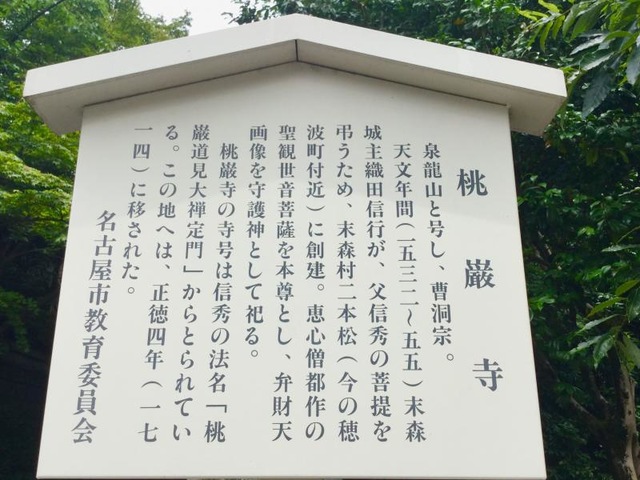 桃巌寺
泉龍山と号し、曹洞宗。
天文年間(一五三二〜五五)末森
城主織田信行が、父信秀の菩提を
弔うため、末森村二本松(今の穂
波町付近)に創建。恵心僧都作の
聖観世音菩薩を本尊とし、弁財天
画像を守護神として祀る。
桃巌寺の寺号は信秀の法名「桃
巌道見大禅定門」からとられてい
る。この地へは、正徳四年(一七
一四)に移された。
名古屋市教育委員会